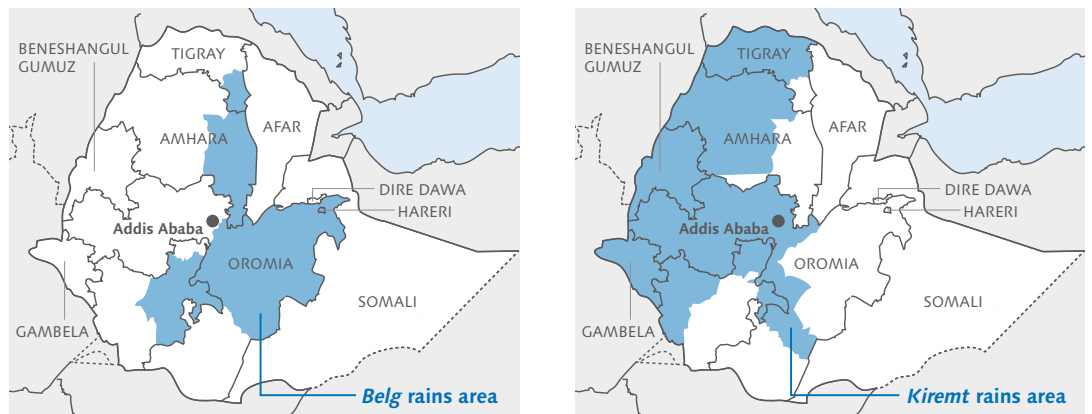 BENESHANGUL
GUMUZ
TIGRAY
AMHARA
AFAR
DIRE DAWA
HARERI
Addis Ababa
OROMIA
SOMALI
GAMBELA
Belg rains area
BENESHANGUL
GUMUZ
TIGRAY
AMHARA
AFAR
DIRE DAWA
HARERI
Addis Ababa
OROMIA
SOMALI
GAMBELA
Kiremt rains area